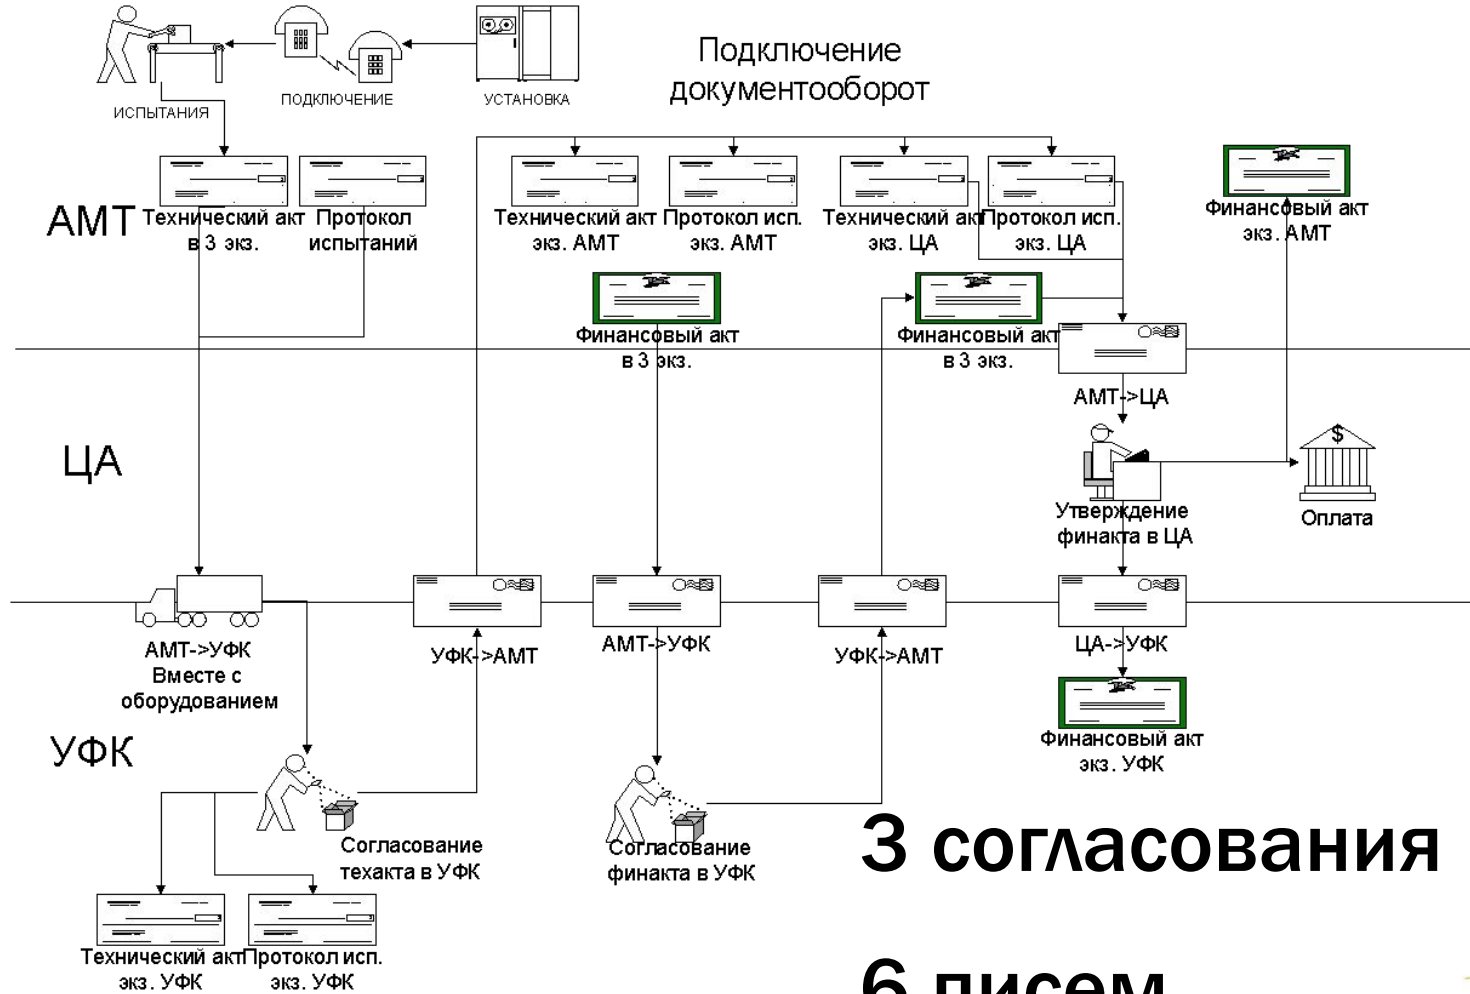 Подключение
документооборот
ИСПЫТАНИЯ
ПОДКЛЮЧЕНИЕ
УСТАНОВКА
АМТ
Технический акт
в 3 экз.
Протокол
испытаний
Технический акт
экз. АМТ
Протокол исп.
экз. АМТ
Технический акт
экз. ЦА
Протокол исп.
экз. ЦА
Финансовый акт
экз. АМТ
Финансовый акт
в 3 экз.
Финансовый акт
в 3 экз.
АМТ->ЦА
ЦА
$
Утверждение
финакта в ЦА
Оплата
АМТ->УФК
Вместе с
оборудованием
УФК->АМТ
АМТ->УФК
УФК->АМТ
ЦА->УФК
Финансовый акт
экз. УФК
УФК
Согласование
техакта в УФК
Согласование
финакта в УФК
Технический акт
экз. УФК
Протокол исп.
экз. УФК
3 согласования
6 писем